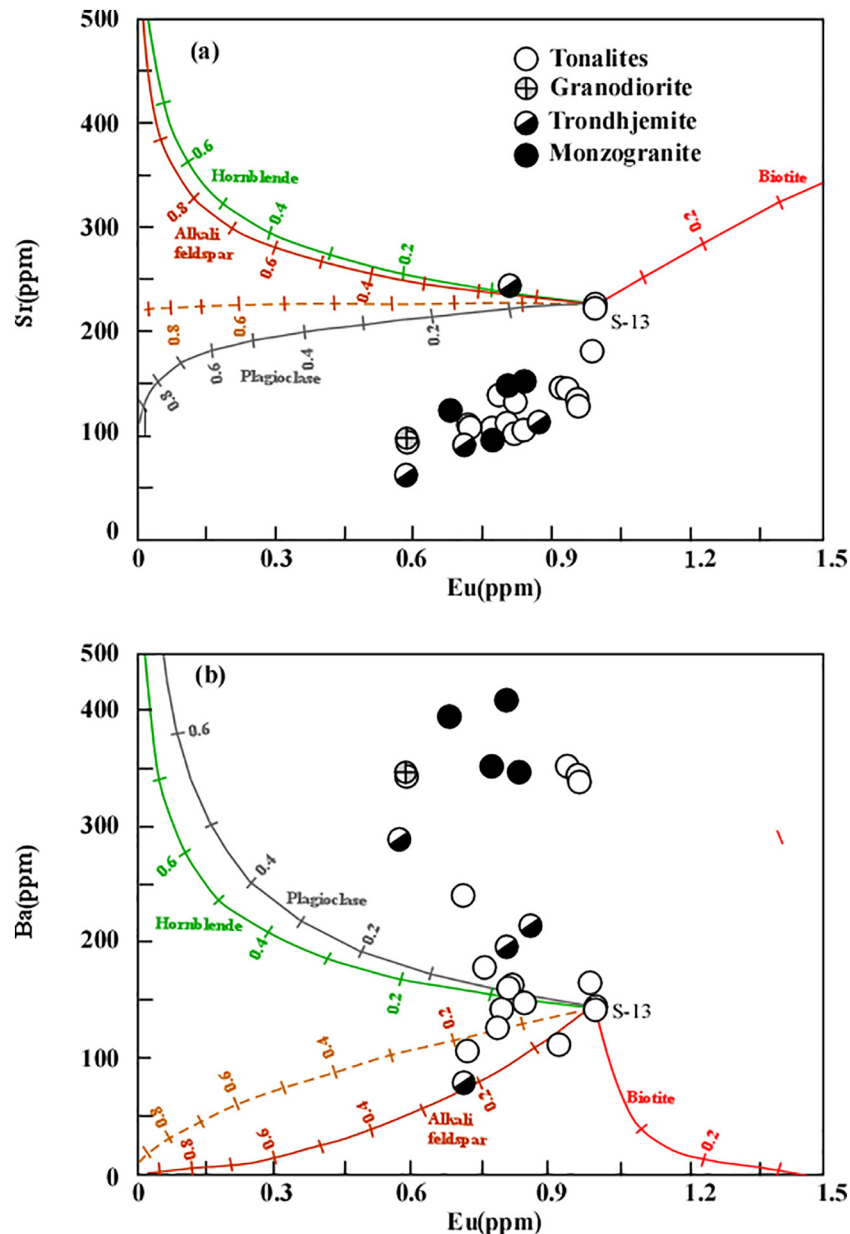 500
(a)
Tonalites
Granodiorite
Trondhjemite
Monzogranite
400
0.6
Hornblende
Biotite
300
0.8
0.4
0.2
0.2
Alkali
feldspar
0.6
0.4
0.8
0.6
0.2
S-13
200
0.8
0.6
0.4
Plagioclase
100
0
Sr(ppm)
0
0.3
0.6
0.9
1.2
1.5
Eu(ppm)
500
(b)
400
0.6
300
0.6
0.4
Plagioclase
Hornblende
0.4
0.2
200
0.2
S-13
0.2
0.4
0.6
0.8
100
0.2
0.4
0.6
0.8
Alkali
feldspar
Biotite
0.2
0
Ba(ppm)
0
0.3
0.6
0.9
1.2
1.5
Eu(ppm)